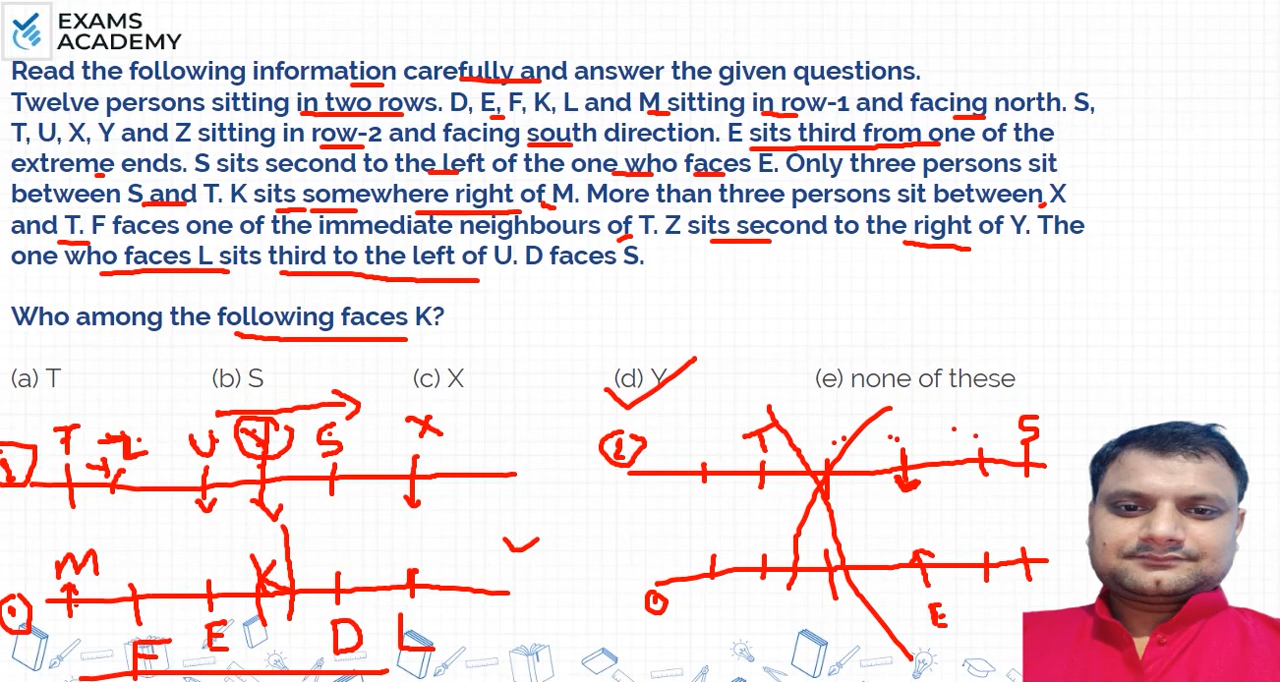 EXAMS
ACADEMY
Read the following information carefully and answer the given questions.
Twelve persons sitting in two rows. D, E, F, K, L and M sitting in row-1 and facing north. S,
T, U, X, Y and Z sitting in row-2 and facing south direction. E sits third from one of the
extreme ends. S sits second to the left of the one who faces E. Only three persons sit
between S and T. K sits somewhere right of M. More than three persons sit between X
and T. F faces one of the immediate neighbours of T. Z sits second to the right of Y. The
one who faces L sits third to the left of U. D faces S.
Who among the following faces K?
(a) T (b) S (c) X (d) Y (e) none of these
T Z U Y S X
T S
M K
F E D L
E